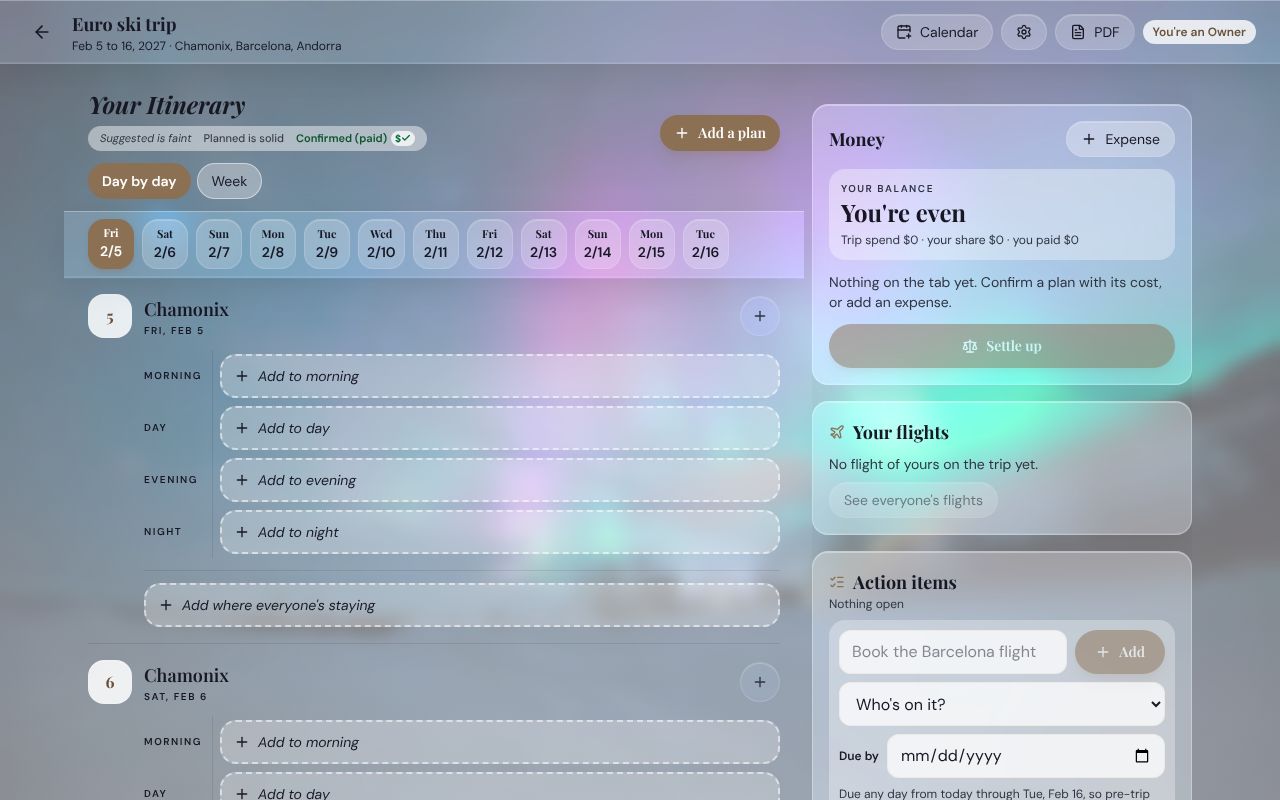 Euro ski trip
Feb 5 to 16, 2027 · Chamonix, Barcelona, Andorra
Calendar
PDF
You're an Owner
Your Itinerary
Suggested is faint Planned is solid Confirmed (paid) $✓
+ Add a plan
Day by day
Week
Fri 2/5
Sat 2/6
Sun 2/7
Mon 2/8
Tue 2/9
Wed 2/10
Thu 2/11
Fri 2/12
Sat 2/13
Sun 2/14
Mon 2/15
Tue 2/16
5
Chamonix
FRI, FEB 5
+
MORNING
+ Add to morning
DAY
+ Add to day
EVENING
+ Add to evening
NIGHT
+ Add to night
+ Add where everyone's staying
6
Chamonix
SAT, FEB 6
+
MORNING
+ Add to morning
DAY
+ Add to day
Money
+ Expense
YOUR BALANCE
You're even
Trip spend $0 · your share $0 · you paid $0
Nothing on the tab yet. Confirm a plan with its cost,
or add an expense.
Settle up
Your flights
No flight of yours on the trip yet.
See everyone's flights
Action items
Nothing open
Book the Barcelona flight
+ Add
Who's on it?
Due by
mm/dd/yyyy
Due any day from today through Tue, Feb 16, so pre-trip